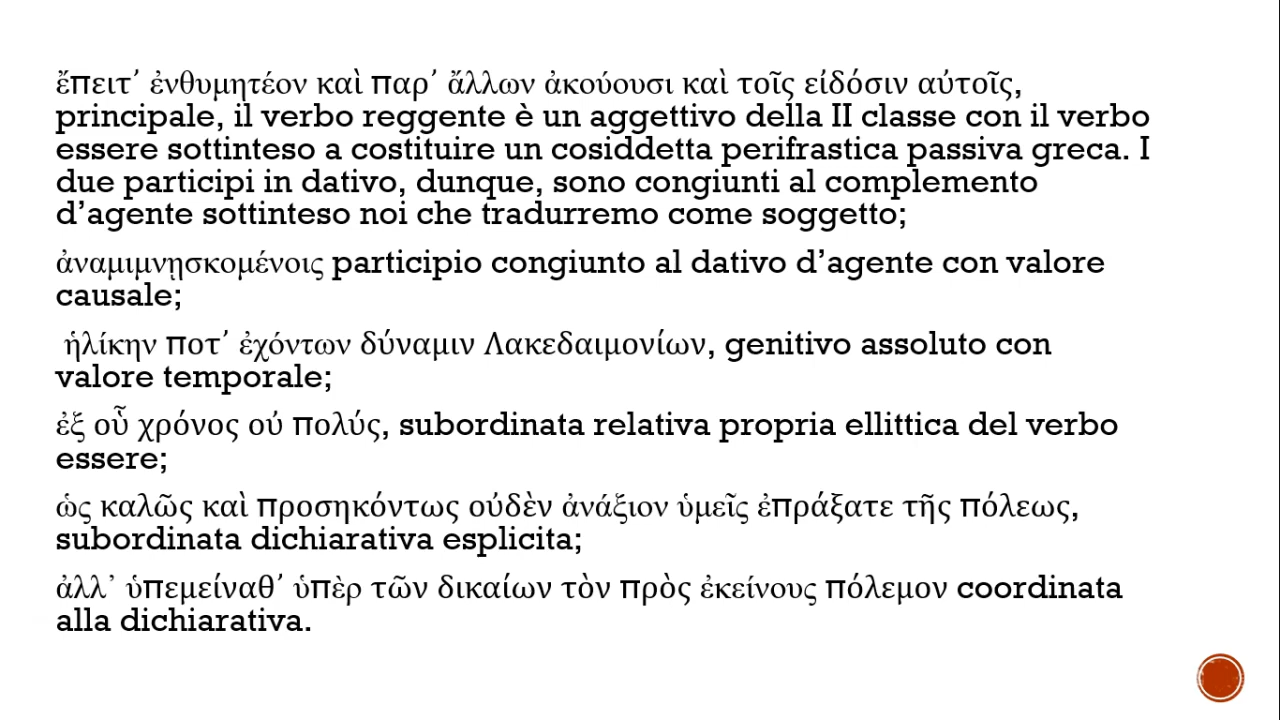 ἔπειτ᾽ ἐνθυμητέον καὶ παρ᾽ ἄλλων ἀκούουσι καὶ τοῖς εἰδόσιν αὐτοῖς,
principale, il verbo reggente è un aggettivo della II classe con il verbo
essere sottinteso a costituire un cosiddetta perifrastica passiva greca. I
due participi in dativo, dunque, sono congiunti al complemento
d’agente sottinteso noi che tradurremo come soggetto;
ἀναμιμνῃσκομένοις participio congiunto al dativo d’agente con valore
causale;
ἡλίκην ποτ᾽ ἐχόντων δύναμιν Λακεδαιμονίων, genitivo assoluto con
valore temporale;
ἐξ οὗ χρόνος οὐ πολύς, subordinata relativa propria ellittica del verbo
essere;
ὡς καλῶς καὶ προσηκόντως οὐδὲν ἀνάξιον ὑμεῖς ἐπράξατε τῆς πόλεως,
subordinata dichiarativa esplicita;
ἀλλ᾽ ὑπεμείναθ᾽ ὑπὲρ τῶν δικαίων τὸν πρὸς ἐκείνους πόλεμον coordinata
alla dichiarativa.